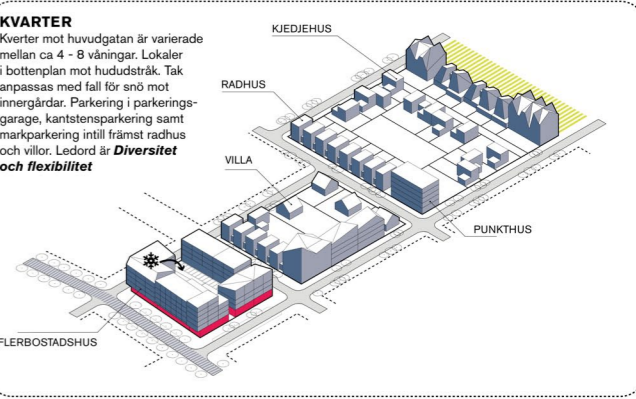 KVARTER
Kverter mot huvudgatan är varierade
mellan ca 4 - 8 våningar. Lokaler
i bottenplan mot hududstråk. Tak
anpassas med fall för snö mot
innergårdar. Parkering i parkerings-
garage, kantstensparkering samt
markparkering intill främst radhus
och villor. Ledord är Diversitet
och flexibilitet
KJEDJEHUS
RADHUS
VILLA
PUNKTHUS
FLERBOSTADSHUS